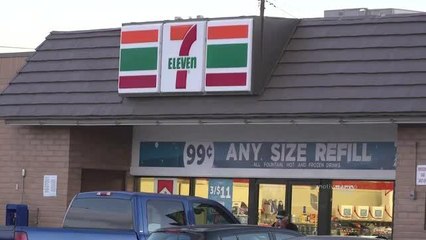 7
ELEVEN
99¢ ANY SIZE REFILL
ALL FOUNTAIN, HOT AND FROZEN DRINKS
3/$11